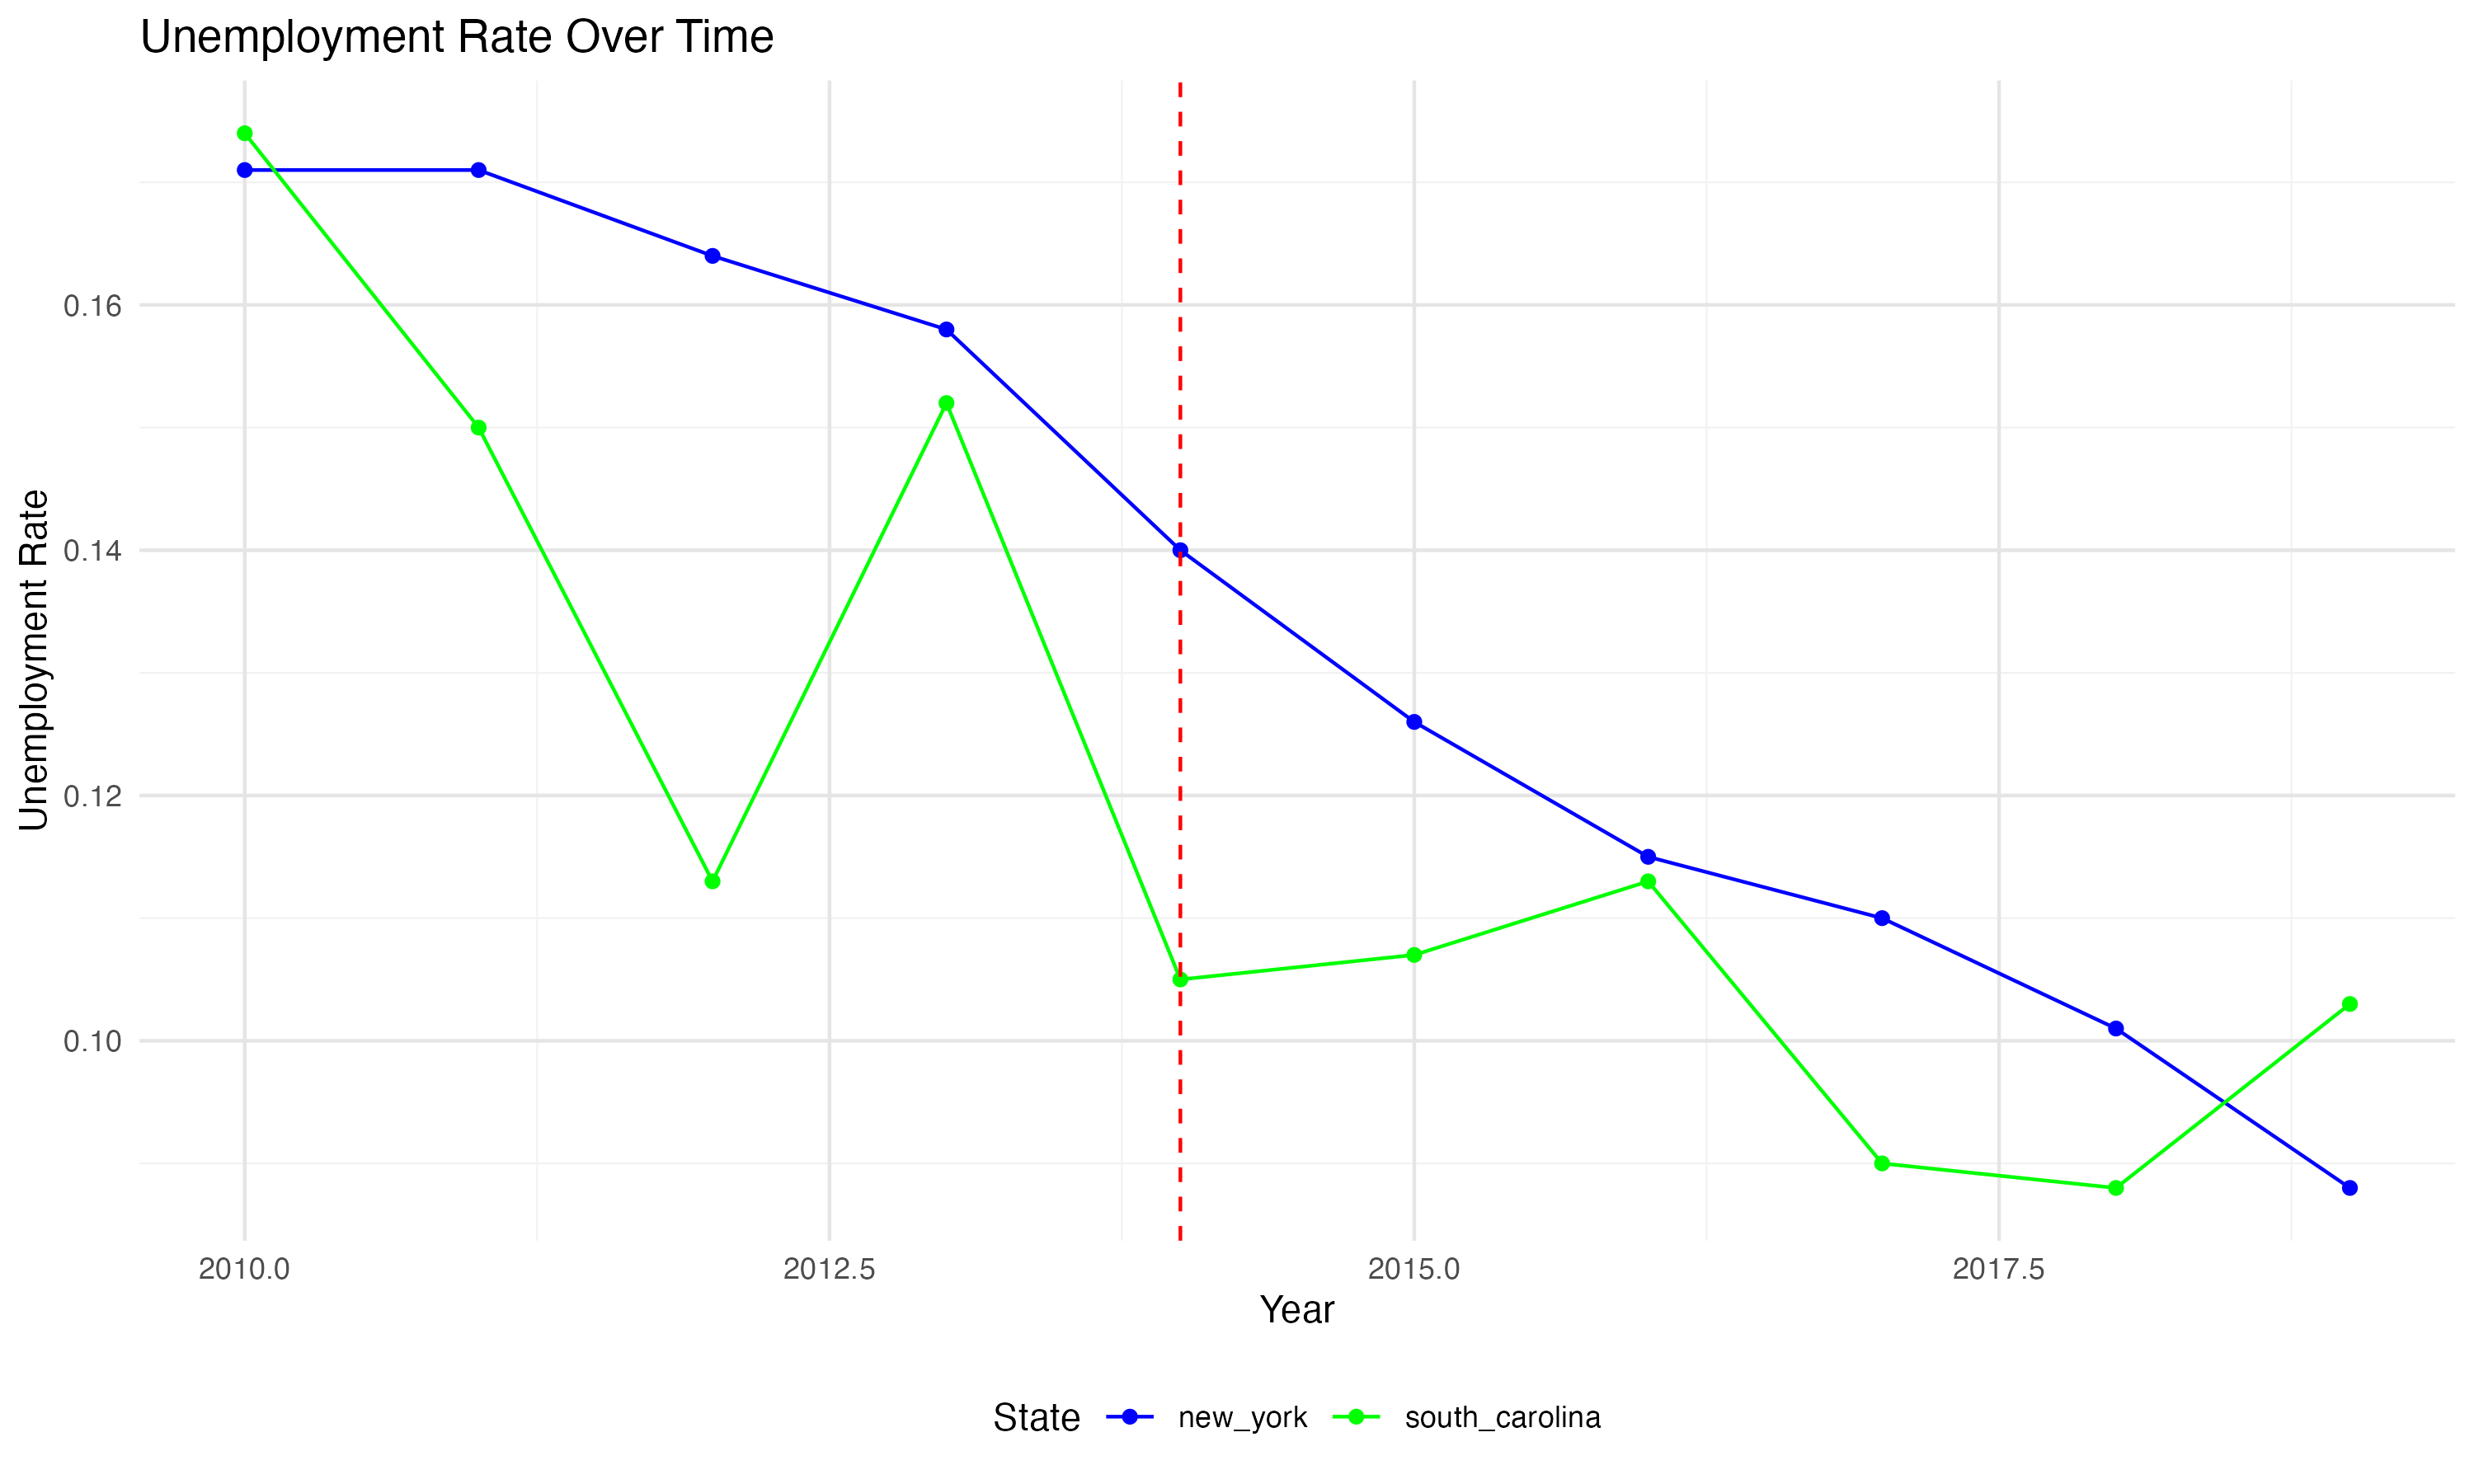 Unemployment Rate Over Time
Unemployment Rate
0.16
0.14
0.12
0.10
2010.0 2012.5 2015.0 2017.5
Year
State new_york south_carolina